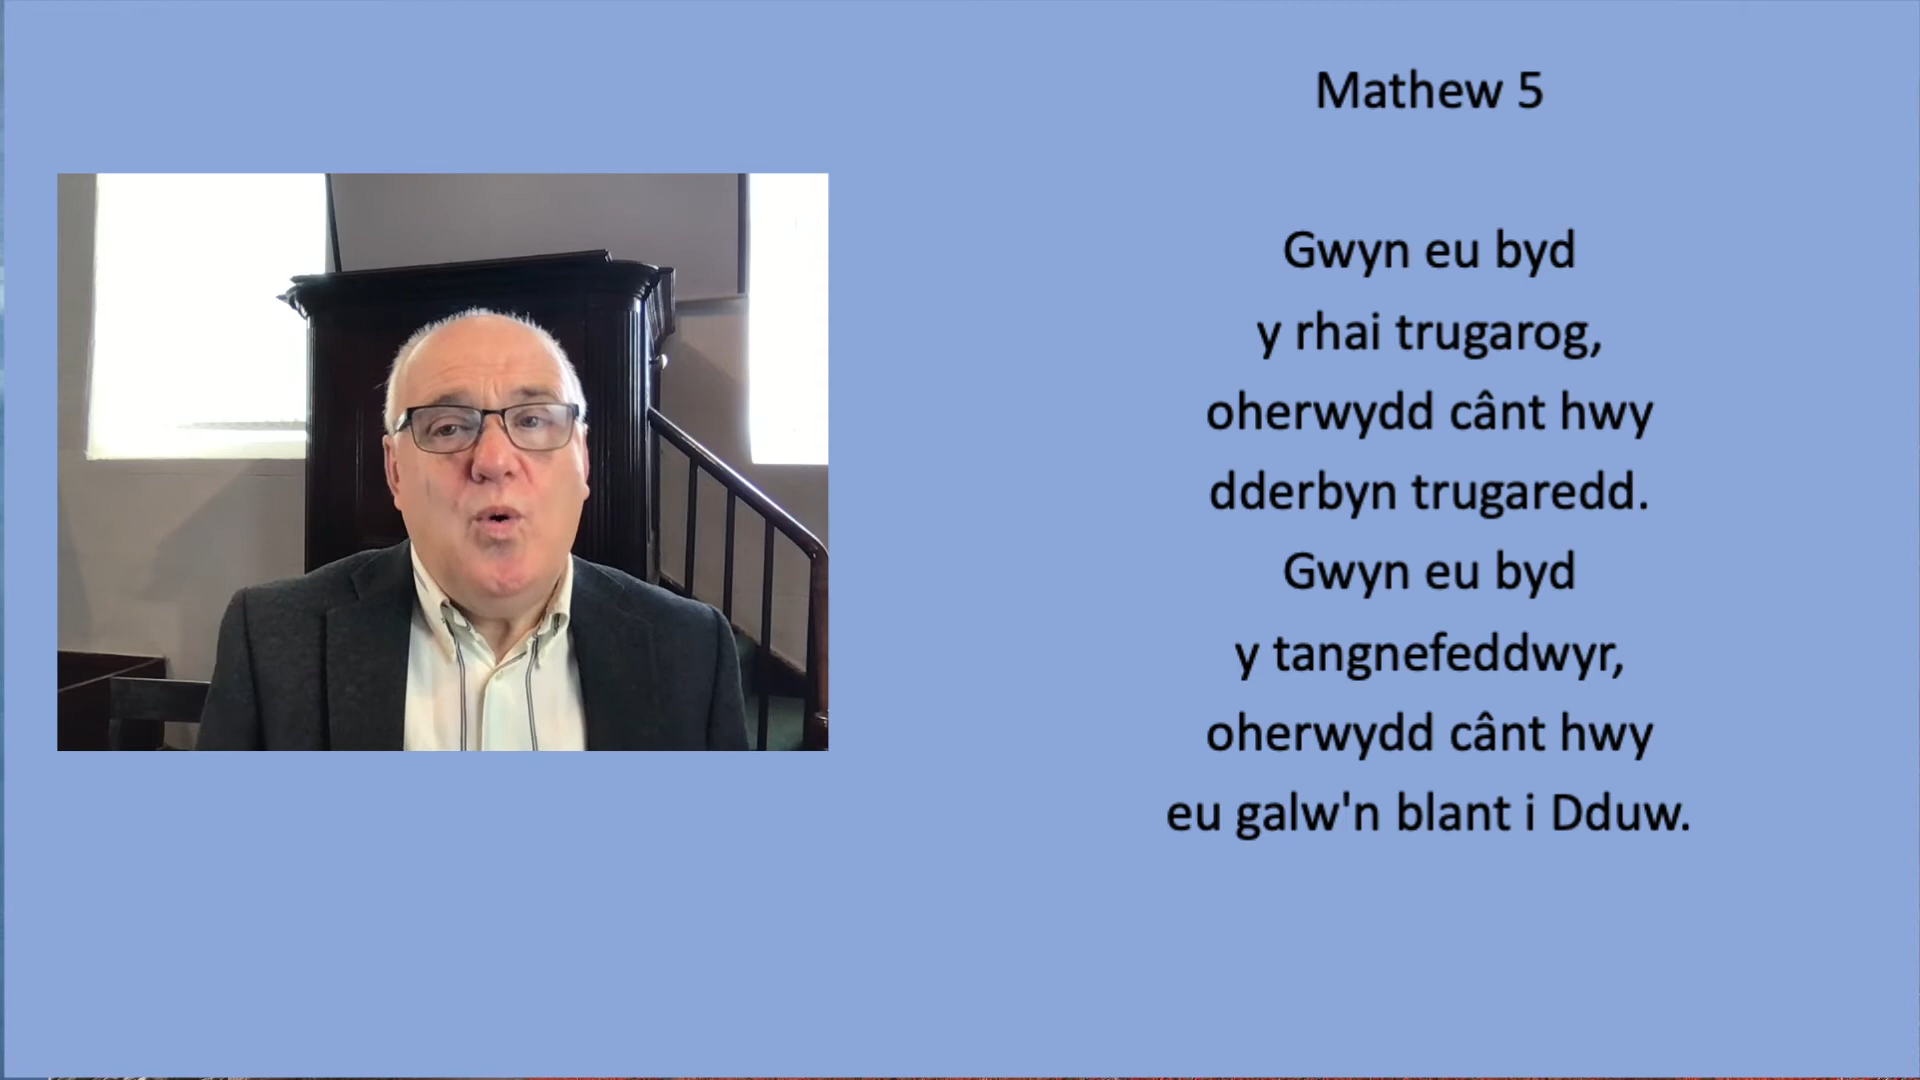 Mathew 5
Gwyn eu byd
y rhai trugarog,
oherwydd cânt hwy
dderbyn trugaredd.
Gwyn eu byd
y tangnefeddwyr,
oherwydd cânt hwy
eu galw'n blant i Dduw.